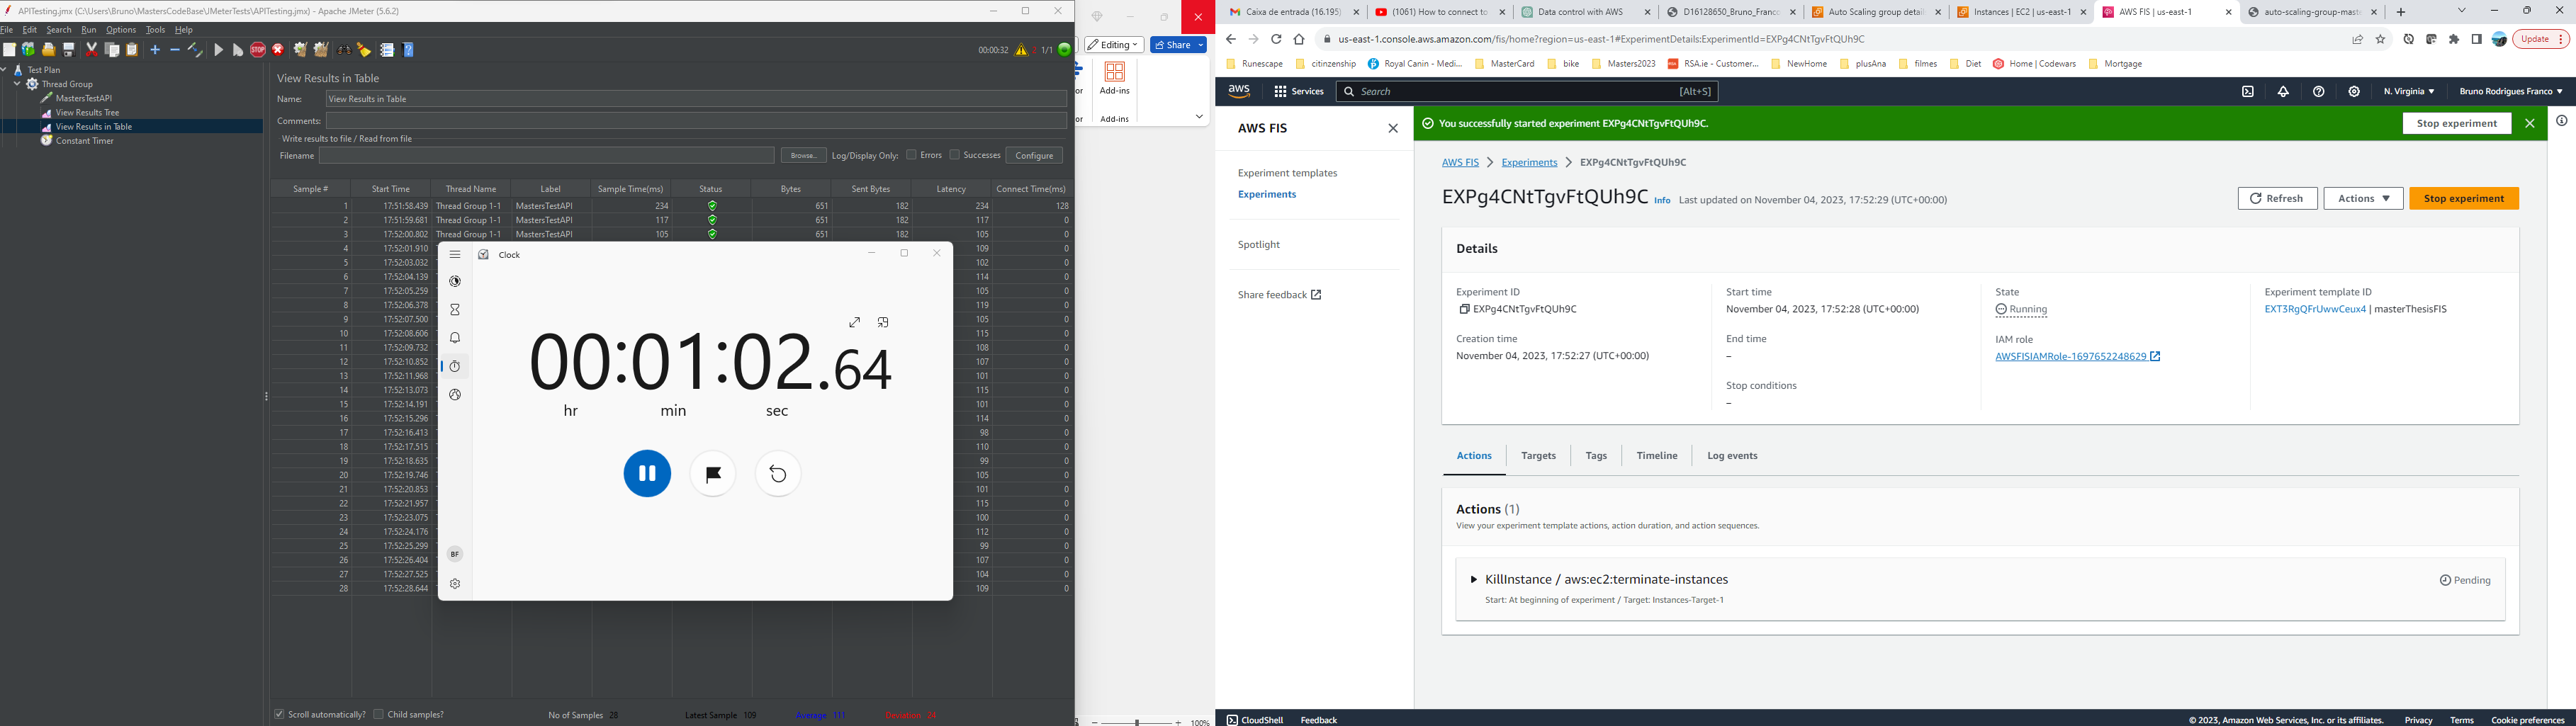 APITesting.jmx (C:\Users\Bruno\MastersCodeBase\JMeterTests\APITesting.jmx) - Apache JMeter (5.6.2)
File Edit Search Run Options Tools Help
00:00:32 1/1
Test Plan
Thread Group
MastersTestAPI
View Results Tree
View Results in Table
Constant Timer
View Results in Table
Name: View Results in Table
Comments:
Write results to file / Read from file
Filename Browse... Log/Display Only: Errors Successes Configure
Sample # Start Time Thread Name Label Sample Time(ms) Status Bytes Sent Bytes Latency Connect Time(ms)
1 17:51:58.439 Thread Group 1-1 MastersTestAPI 234 651 182 234 128
2 17:51:59.681 Thread Group 1-1 MastersTestAPI 117 651 182 117 0
3 17:52:00.802 Thread Group 1-1 MastersTestAPI 105 651 182 105 0
4 17:52:01.910 109 0
5 17:52:03.032 102 0
6 17:52:04.139 114 0
7 17:52:05.259 105 0
8 17:52:06.378 119 0
9 17:52:07.500 105 0
10 17:52:08.606 115 0
11 17:52:09.732 108 0
12 17:52:10.852 107 0
13 17:52:11.968 101 0
14 17:52:13.073 115 0
15 17:52:14.191 101 0
16 17:52:15.296 114 0
17 17:52:16.413 98 0
18 17:52:17.515 110 0
19 17:52:18.635 99 0
20 17:52:19.746 105 0
21 17:52:20.853 101 0
22 17:52:21.957 115 0
23 17:52:23.075 100 0
24 17:52:24.176 112 0
25 17:52:25.299 99 0
26 17:52:26.404 107 0
27 17:52:27.525 104 0
28 17:52:28.644 109 0
Scroll automatically? Child samples? No of Samples 28 Latest Sample 109 Average 111 Deviation 24
Clock
00:01:02.64
hr min sec
BF
Editing Share
or Add-ins
or Add-ins
100%
Caixa de entrada (16.195) (1061) How to connect to Data control with AWS D16128650_Bruno_Franco Auto Scaling group detail Instances | EC2 | us-east-1 AWS FIS | us-east-1 auto-scaling-group-maste
us-east-1.console.aws.amazon.com/fis/home?region=us-east-1#ExperimentDetails:ExperimentId=EXPg4CNtTgvFtQUh9C Update
Runescape citinzenship Royal Canin - Medi... MasterCard bike Masters2023 RSA.ie - Customer... NewHome plusAna filmes Diet Home | Codewars Mortgage
aws Services Search [Alt+S] N. Virginia Bruno Rodrigues Franco
AWS FIS
Experiment templates
Experiments
Spotlight
Share feedback
You successfully started experiment EXPg4CNtTgvFtQUh9C. Stop experiment
AWS FIS Experiments EXPg4CNtTgvFtQUh9C
EXPg4CNtTgvFtQUh9C Info Last updated on November 04, 2023, 17:52:29 (UTC+00:00) Refresh Actions Stop experiment
Details
Experiment ID
EXPg4CNtTgvFtQUh9C
Creation time
November 04, 2023, 17:52:27 (UTC+00:00)
Start time
November 04, 2023, 17:52:28 (UTC+00:00)
End time
–
Stop conditions
–
State
Running
IAM role
AWSFISIAMRole-1697652248629
Experiment template ID
EXT3RgQFrUwwCeux4 | masterThesisFIS
Actions Targets Tags Timeline Log events
Actions (1)
View your experiment template actions, action duration, and action sequences.
KillInstance / aws:ec2:terminate-instances Pending
Start: At beginning of experiment / Target: Instances-Target-1
CloudShell Feedback © 2023, Amazon Web Services, Inc. or its affiliates. Privacy Terms Cookie preferences